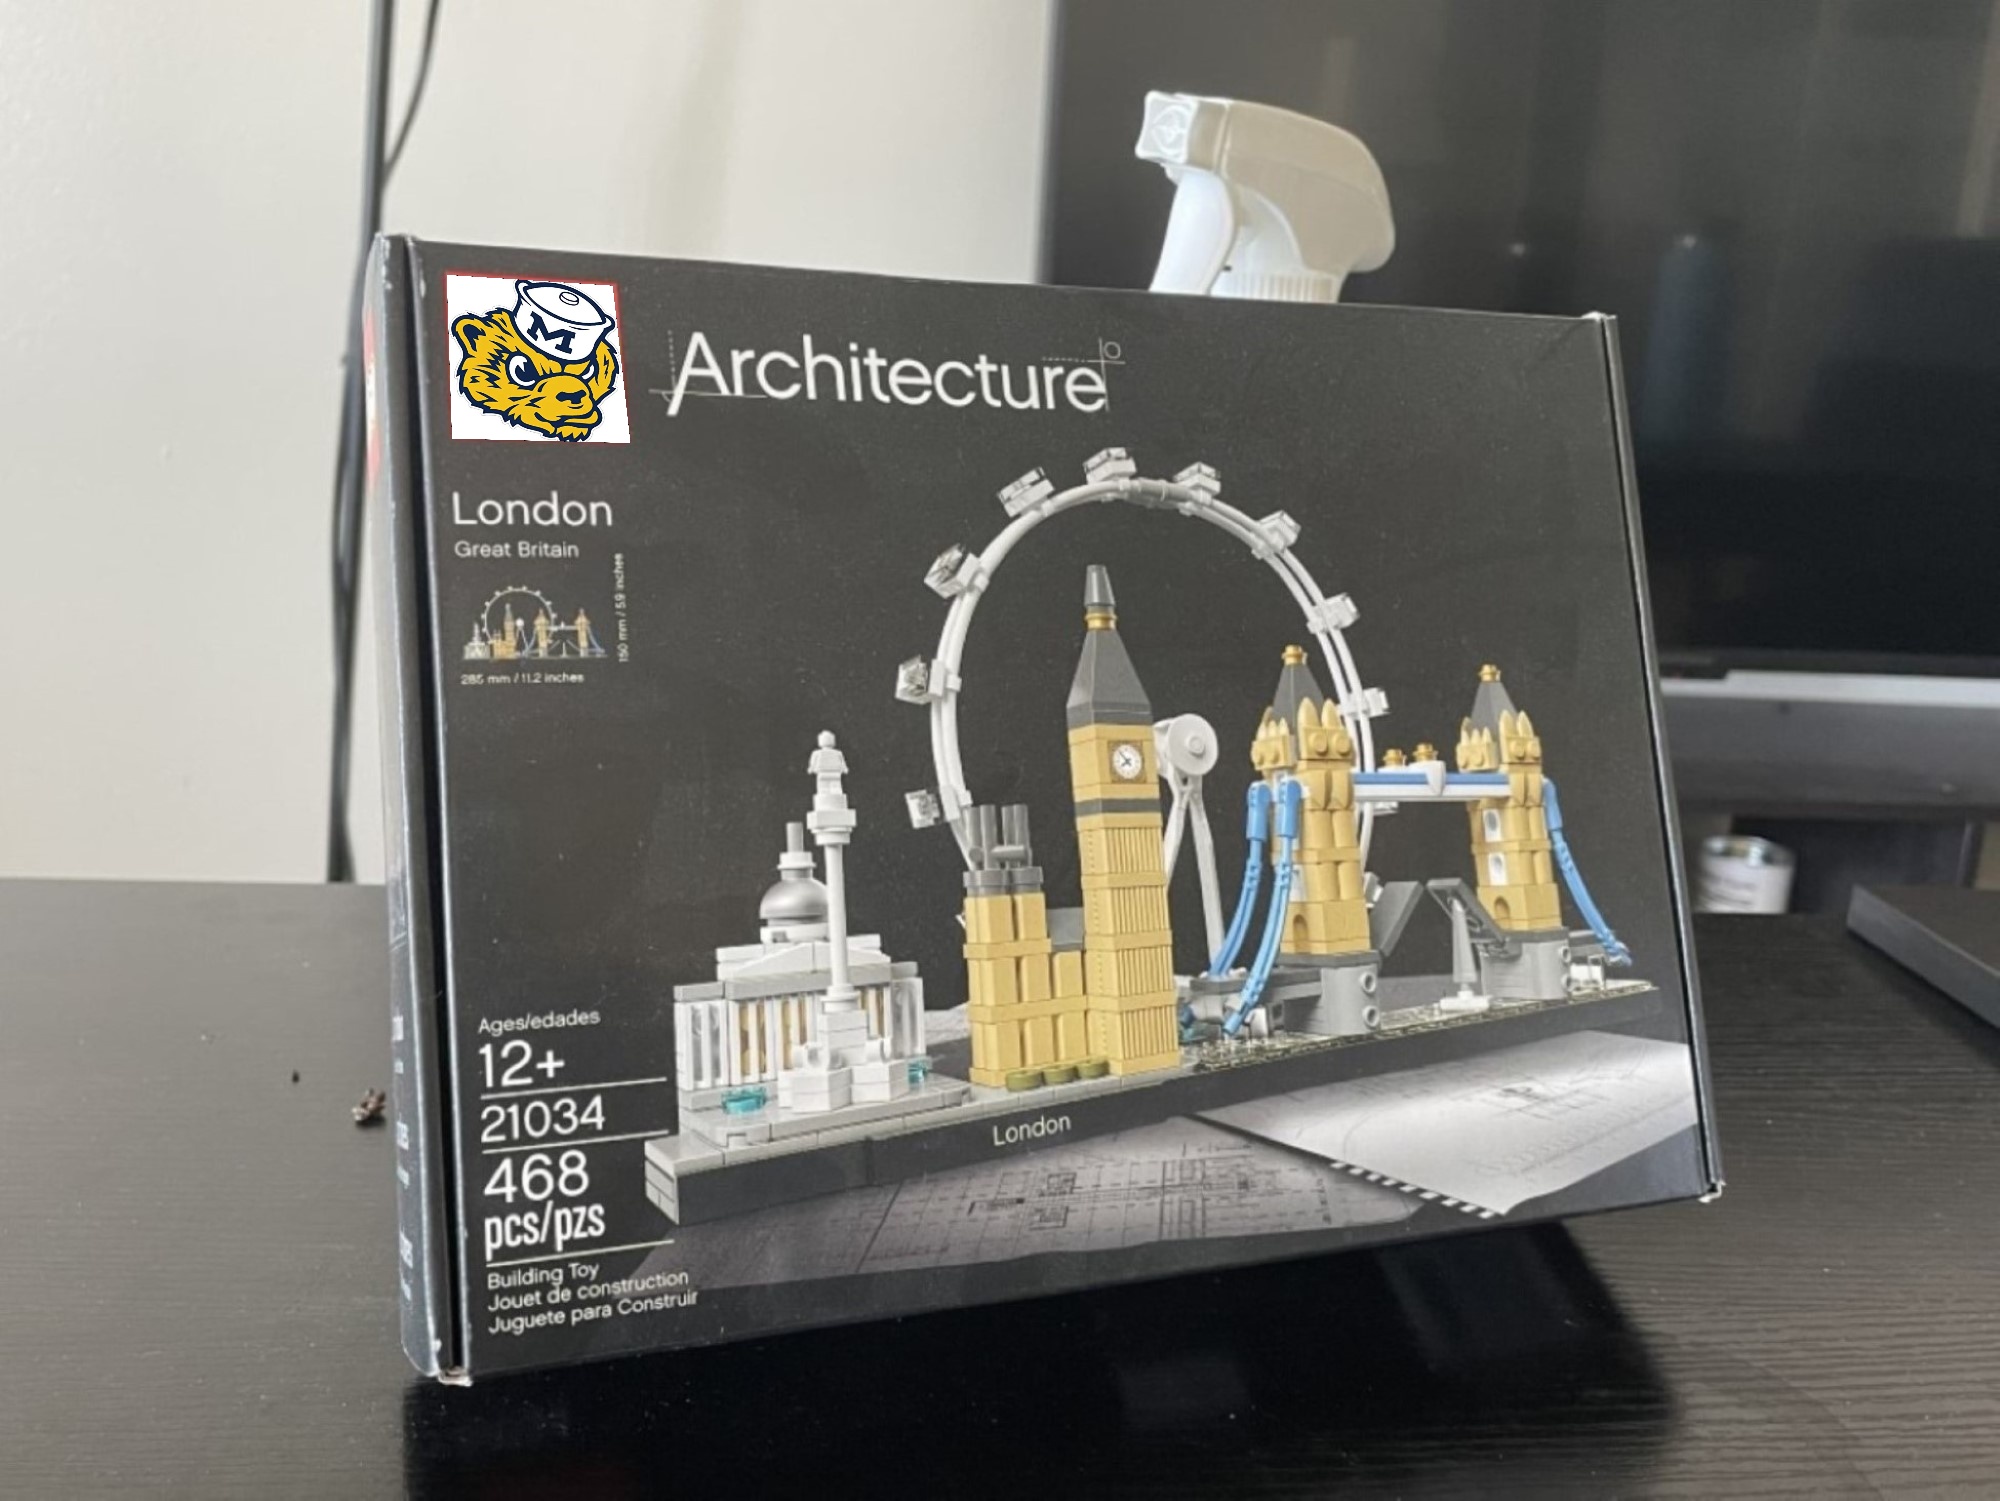 M
Architecture
London
Great Britain
150 mm / 5.9 inches
285 mm / 11.2 inches
Ages/edades
12+
21034
468
pcs/pzs
Building Toy
Jouet de construction
Juguete para Construir
London